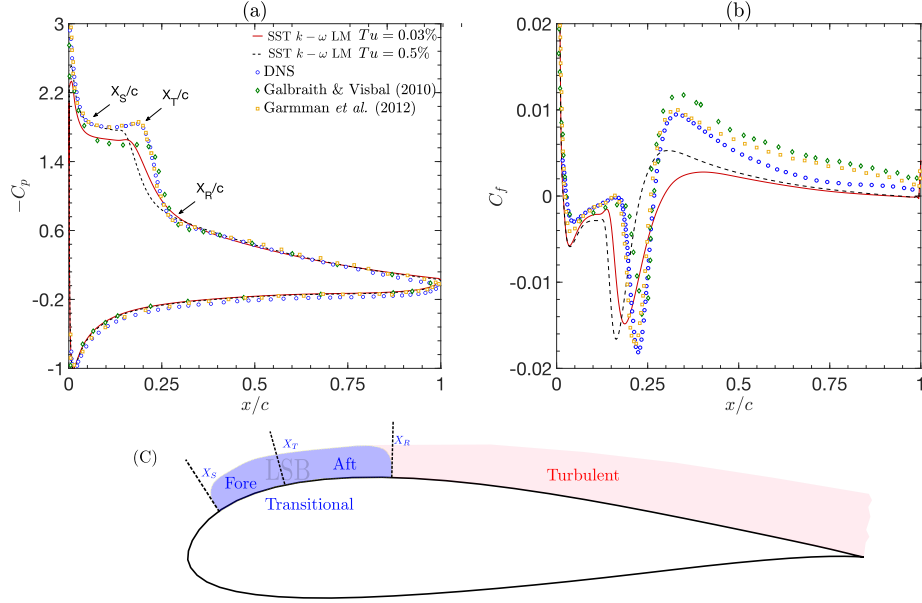 (a)
3
2.2
1.4
0.6
-0.2
-1
−C_p
0
0.25
0.5
0.75
1
x/c
X_S/c
X_T/c
X_R/c
SST k − ω LM Tu = 0.03%
SST k − ω LM Tu = 0.5%
DNS
Galbraith & Visbal (2010)
Garmman et al. (2012)
(b)
0.02
0.01
0
-0.01
-0.02
C_f
0
0.25
0.5
0.75
1
x/c
(C)
X_S
X_T
X_R
LSB
Fore
Aft
Transitional
Turbulent